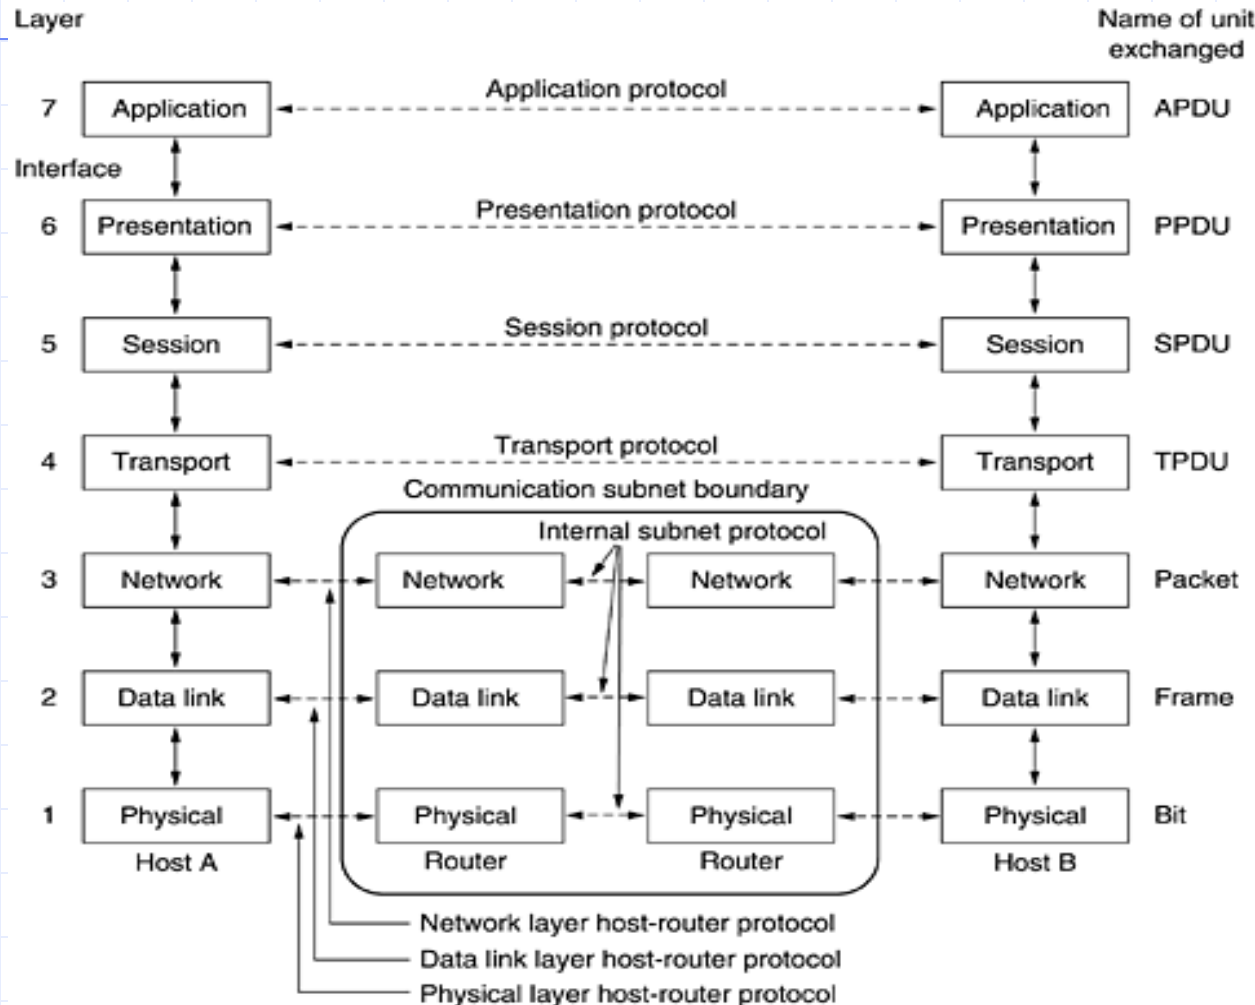 Layer
Name of unit
exchanged
Application protocol
7 Application Application APDU
Interface
Presentation protocol
6 Presentation Presentation PPDU
Session protocol
5 Session Session SPDU
Transport protocol
4 Transport Transport TPDU
Communication subnet boundary
Internal subnet protocol
3 Network Network Network Network Packet
2 Data link Data link Data link Data link Frame
1 Physical Physical Physical Physical Bit
Host A Router Router Host B
Network layer host-router protocol
Data link layer host-router protocol
Physical layer host-router protocol